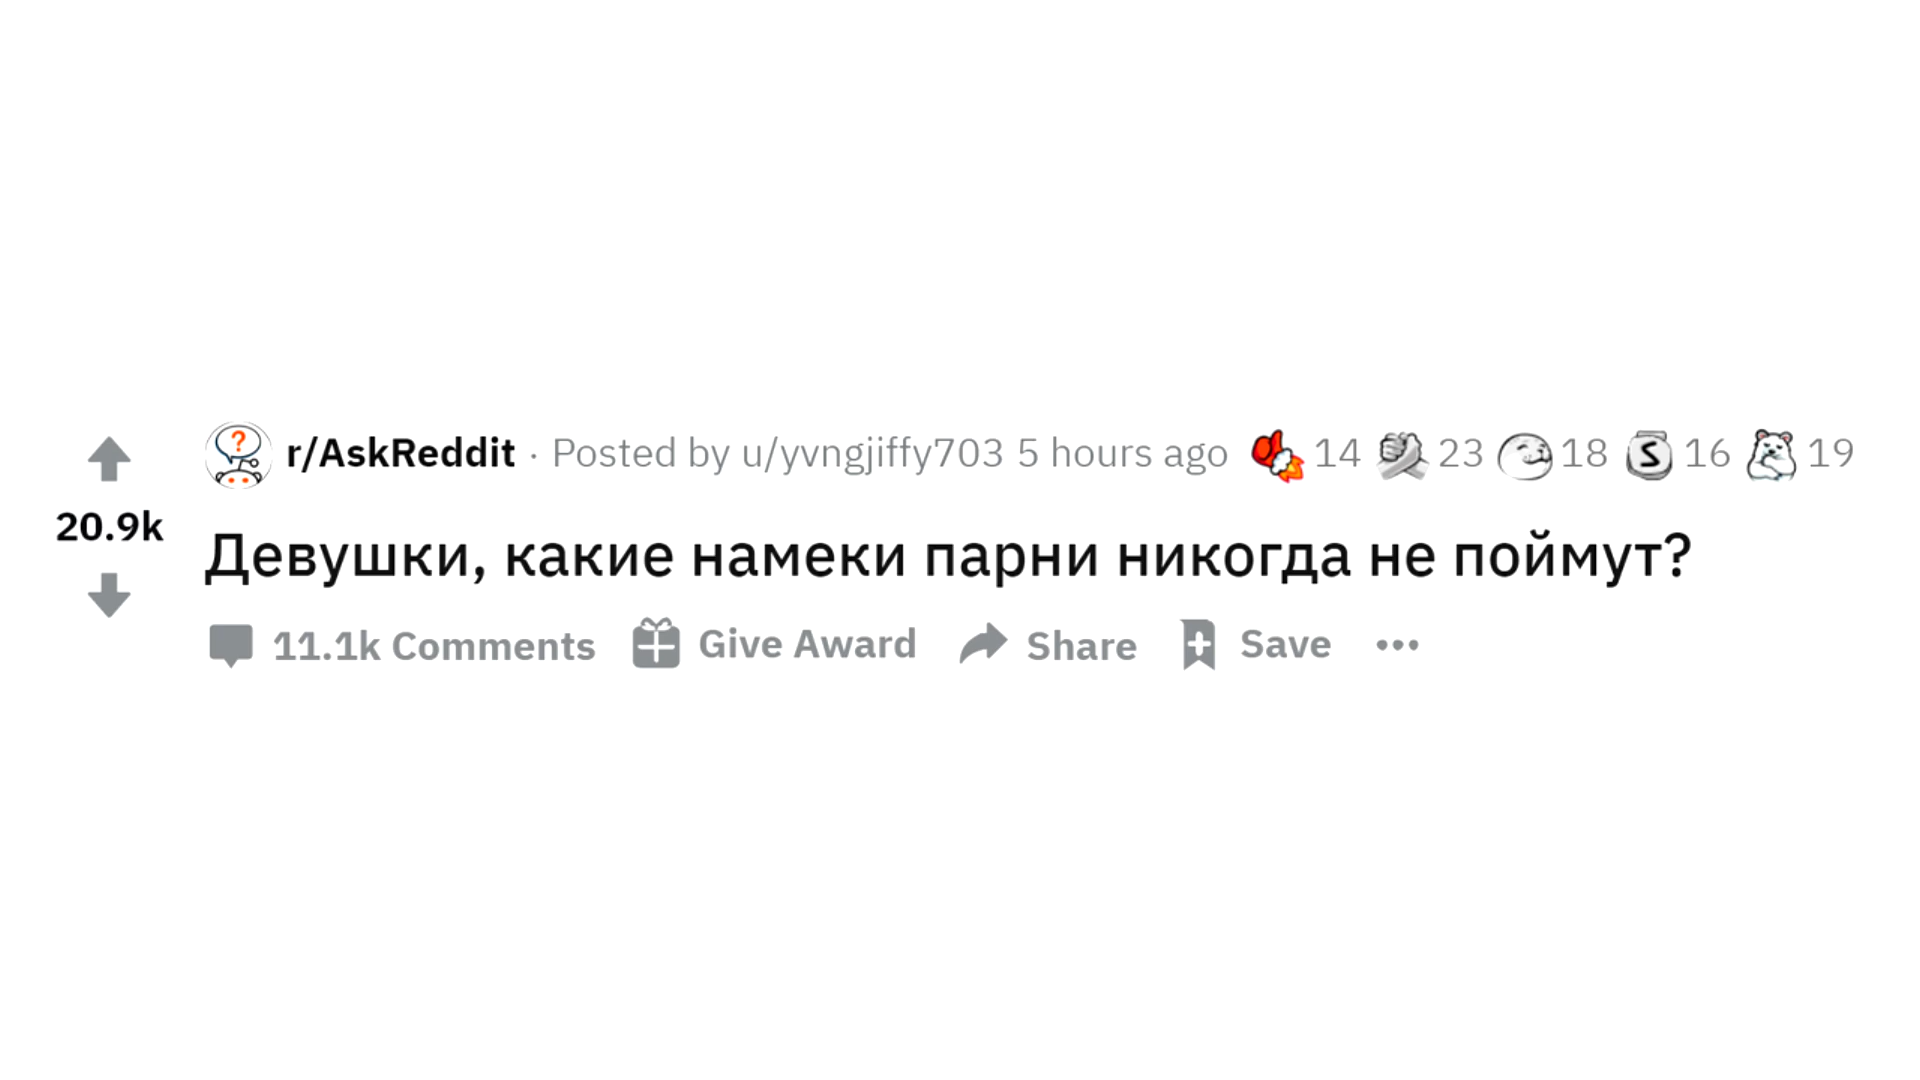 r/AskReddit · Posted by u/yvngjiffy703 5 hours ago 14 23 18 S 16 19
20.9k
Девушки, какие намеки парни никогда не поймут?
11.1k Comments Give Award Share Save ...